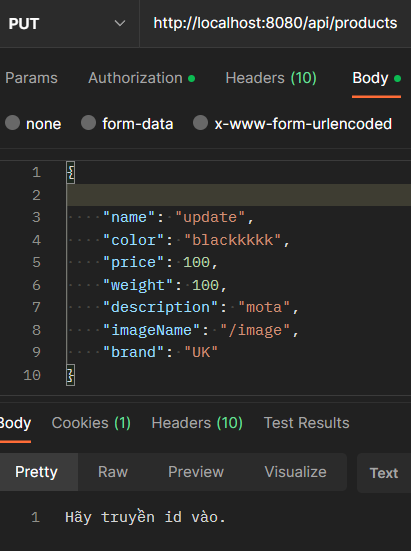 PUT http://localhost:8080/api/products
Params Authorization Headers (10) Body
none form-data x-www-form-urlencoded
1 {
2
3 "name": "update",
4 "color": "blackkkkk",
5 "price": 100,
6 "weight": 100,
7 "description": "mota",
8 "imageName": "/image",
9 "brand": "UK"
10 }
Body Cookies (1) Headers (10) Test Results
Pretty Raw Preview Visualize Text
1 Hãy truyền id vào.